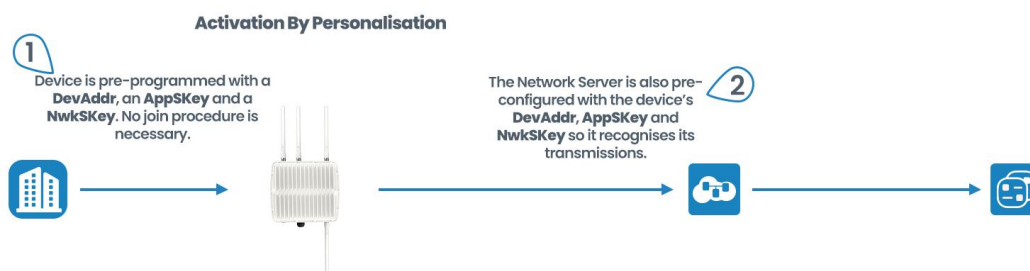 Activation By Personalisation
1
Device is pre-programmed with a
DevAddr, an AppSKey and a
NwkSKey. No join procedure is
necessary.
2
The Network Server is also pre-
configured with the device's
DevAddr, AppSKey and
NwkSKey so it recognises its
transmissions.